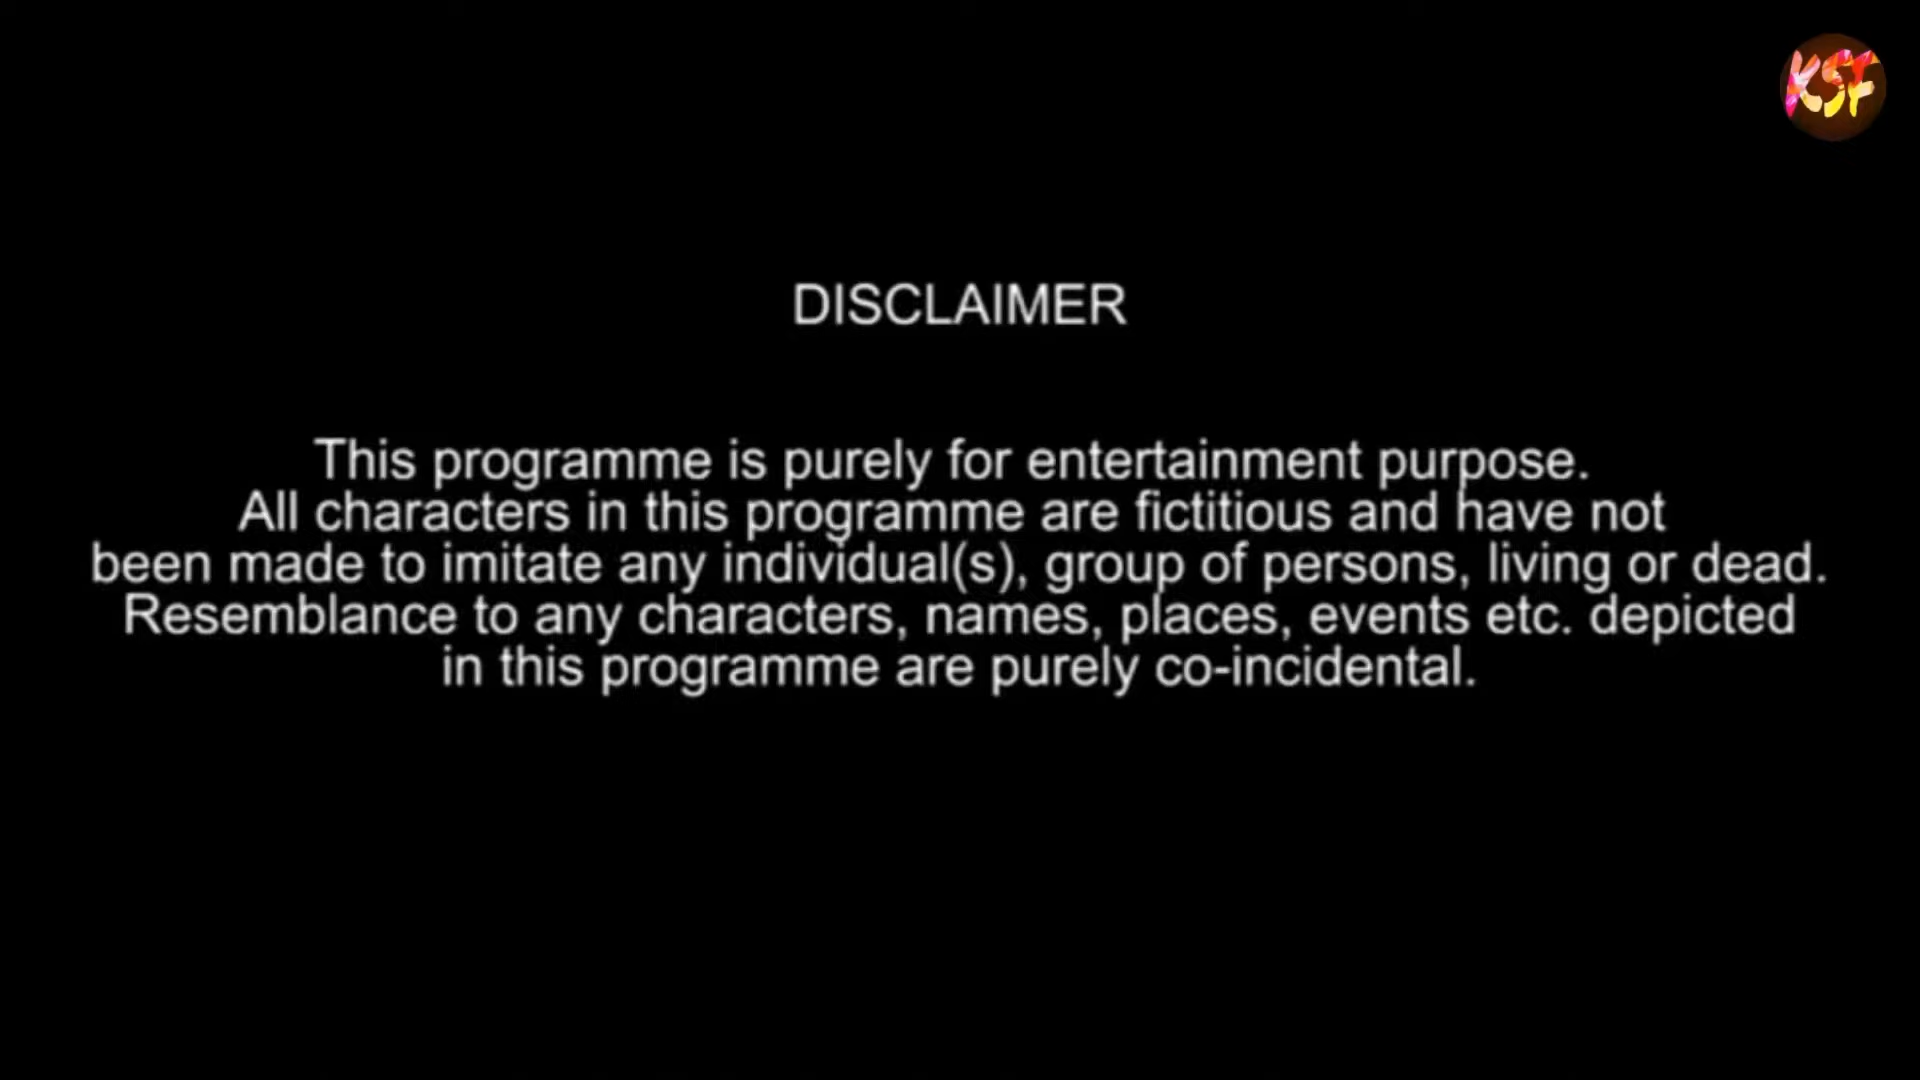 KSF
DISCLAIMER
This programme is purely for entertainment purpose.
All characters in this programme are fictitious and have not
been made to imitate any individual(s), group of persons, living or dead.
Resemblance to any characters, names, places, events etc. depicted
in this programme are purely co-incidental.